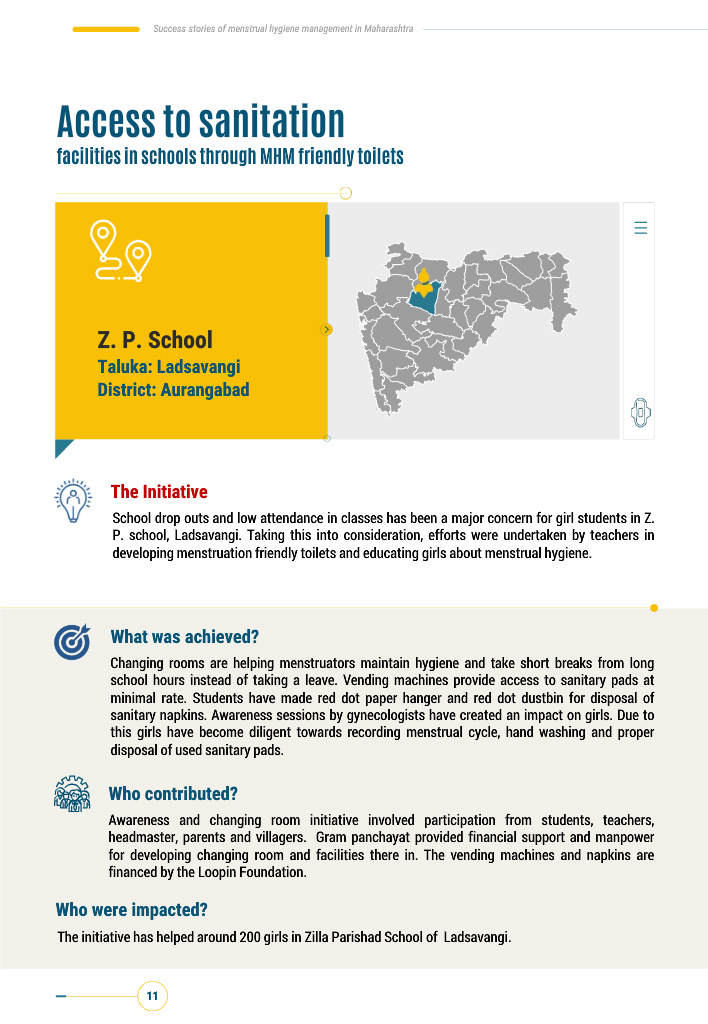 Success stories of menstrual hygiene management in Maharashtra
Access to sanitation
facilities in schools through MHM friendly toilets
Z. P. School
Taluka: Ladsavangi
District: Aurangabad
The Initiative
School drop outs and low attendance in classes has been a major concern for girl students in Z.
P. school, Ladsavangi. Taking this into consideration, efforts were undertaken by teachers in
developing menstruation friendly toilets and educating girls about menstrual hygiene.
What was achieved?
Changing rooms are helping menstruators maintain hygiene and take short breaks from long
school hours instead of taking a leave. Vending machines provide access to sanitary pads at
minimal rate. Students have made red dot paper hanger and red dot dustbin for disposal of
sanitary napkins. Awareness sessions by gynecologists have created an impact on girls. Due to
this girls have become diligent towards recording menstrual cycle, hand washing and proper
disposal of used sanitary pads.
Who contributed?
Awareness and changing room initiative involved participation from students, teachers,
headmaster, parents and villagers. Gram panchayat provided financial support and manpower
for developing changing room and facilities there in. The vending machines and napkins are
financed by the Loopin Foundation.
Who were impacted?
The initiative has helped around 200 girls in Zilla Parishad School of Ladsavangi.
11